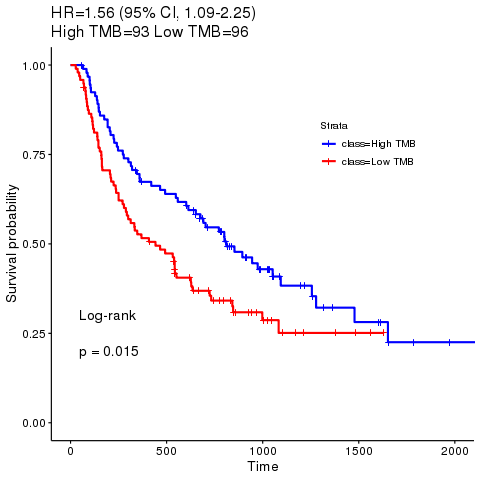 HR=1.56 (95% CI, 1.09-2.25)
High TMB=93 Low TMB=96
Strata
class=High TMB
class=Low TMB
Survival probability
1.00
0.75
0.50
0.25
0.00
Log-rank
p = 0.015
0 500 1000 1500 2000
Time